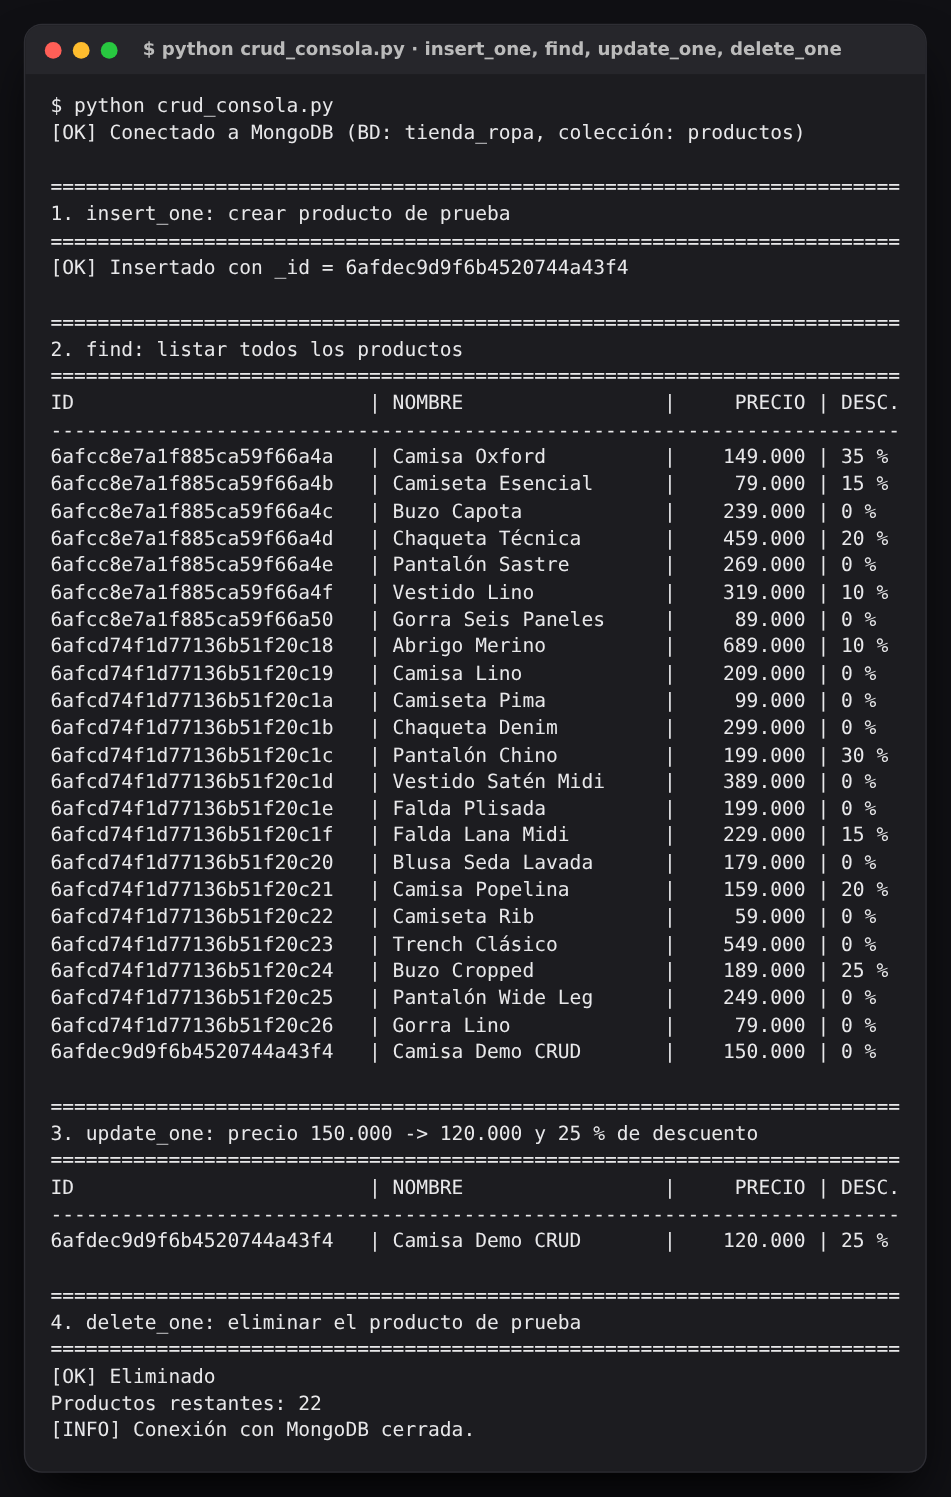 $ python crud_consola.py · insert_one, find, update_one, delete_one
$ python crud_consola.py
[OK] Conectado a MongoDB (BD: tienda_ropa, colección: productos)
========================================================================
1. insert_one: crear producto de prueba
========================================================================
[OK] Insertado con _id = 6afdec9d9f6b4520744a43f4
========================================================================
2. find: listar todos los productos
========================================================================
ID                         | NOMBRE                 |     PRECIO | DESC.
------------------------------------------------------------------------
6afcc8e7a1f885ca59f66a4a   | Camisa Oxford          |    149.000 | 35 %
6afcc8e7a1f885ca59f66a4b   | Camiseta Esencial      |     79.000 | 15 %
6afcc8e7a1f885ca59f66a4c   | Buzo Capota            |    239.000 | 0 %
6afcc8e7a1f885ca59f66a4d   | Chaqueta Técnica       |    459.000 | 20 %
6afcc8e7a1f885ca59f66a4e   | Pantalón Sastre        |    269.000 | 0 %
6afcc8e7a1f885ca59f66a4f   | Vestido Lino           |    319.000 | 10 %
6afcc8e7a1f885ca59f66a50   | Gorra Seis Paneles     |     89.000 | 0 %
6afcd74f1d77136b51f20c18   | Abrigo Merino          |    689.000 | 10 %
6afcd74f1d77136b51f20c19   | Camisa Lino            |    209.000 | 0 %
6afcd74f1d77136b51f20c1a   | Camiseta Pima          |     99.000 | 0 %
6afcd74f1d77136b51f20c1b   | Chaqueta Denim         |    299.000 | 0 %
6afcd74f1d77136b51f20c1c   | Pantalón Chino         |    199.000 | 30 %
6afcd74f1d77136b51f20c1d   | Vestido Satén Midi     |    389.000 | 0 %
6afcd74f1d77136b51f20c1e   | Falda Plisada          |    199.000 | 0 %
6afcd74f1d77136b51f20c1f   | Falda Lana Midi        |    229.000 | 15 %
6afcd74f1d77136b51f20c20   | Blusa Seda Lavada      |    179.000 | 0 %
6afcd74f1d77136b51f20c21   | Camisa Popelina        |    159.000 | 20 %
6afcd74f1d77136b51f20c22   | Camiseta Rib           |     59.000 | 0 %
6afcd74f1d77136b51f20c23   | Trench Clásico         |    549.000 | 0 %
6afcd74f1d77136b51f20c24   | Buzo Cropped           |    189.000 | 25 %
6afcd74f1d77136b51f20c25   | Pantalón Wide Leg      |    249.000 | 0 %
6afcd74f1d77136b51f20c26   | Gorra Lino             |     79.000 | 0 %
6afdec9d9f6b4520744a43f4   | Camisa Demo CRUD       |    150.000 | 0 %
========================================================================
3. update_one: precio 150.000 -> 120.000 y 25 % de descuento
========================================================================
ID                         | NOMBRE                 |     PRECIO | DESC.
------------------------------------------------------------------------
6afdec9d9f6b4520744a43f4   | Camisa Demo CRUD       |    120.000 | 25 %
========================================================================
4. delete_one: eliminar el producto de prueba
========================================================================
[OK] Eliminado
Productos restantes: 22
[INFO] Conexión con MongoDB cerrada.